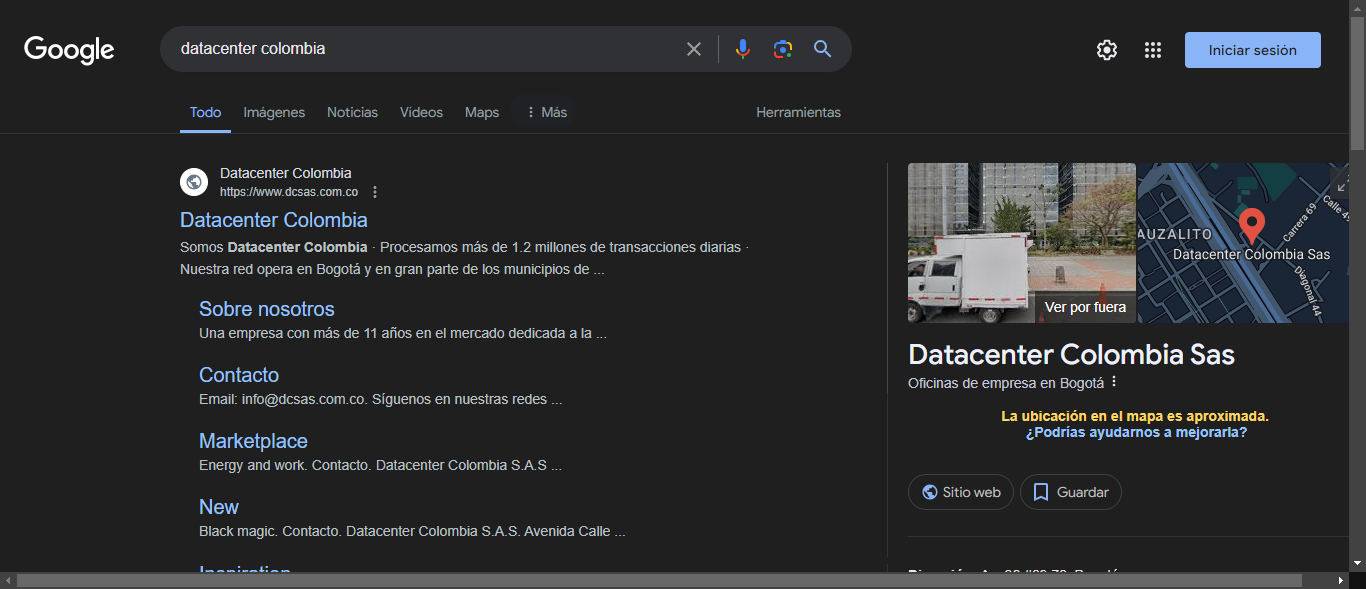 Google
datacenter colombia
Iniciar sesión
Todo
Imágenes
Noticias
Vídeos
Maps
Más
Herramientas
Datacenter Colombia
https://www.dcsas.com.co
Datacenter Colombia
Somos Datacenter Colombia · Procesamos más de 1.2 millones de transacciones diarias ·
Nuestra red opera en Bogotá y en gran parte de los municipios de ...
Sobre nosotros
Una empresa con más de 11 años en el mercado dedicada a la ...
Contacto
Email: info@dcsas.com.co. Síguenos en nuestras redes ...
Marketplace
Energy and work. Contacto. Datacenter Colombia S.A.S ...
New
Black magic. Contacto. Datacenter Colombia S.A.S. Avenida Calle ...
Inspiration
Ver por fuera
AUZALITO
Carrera 69
Datacenter Colombia Sas
Diagonal 44
Datacenter Colombia Sas
Oficinas de empresa en Bogotá
La ubicación en el mapa es aproximada.
¿Podrías ayudarnos a mejorarla?
Sitio web
Guardar